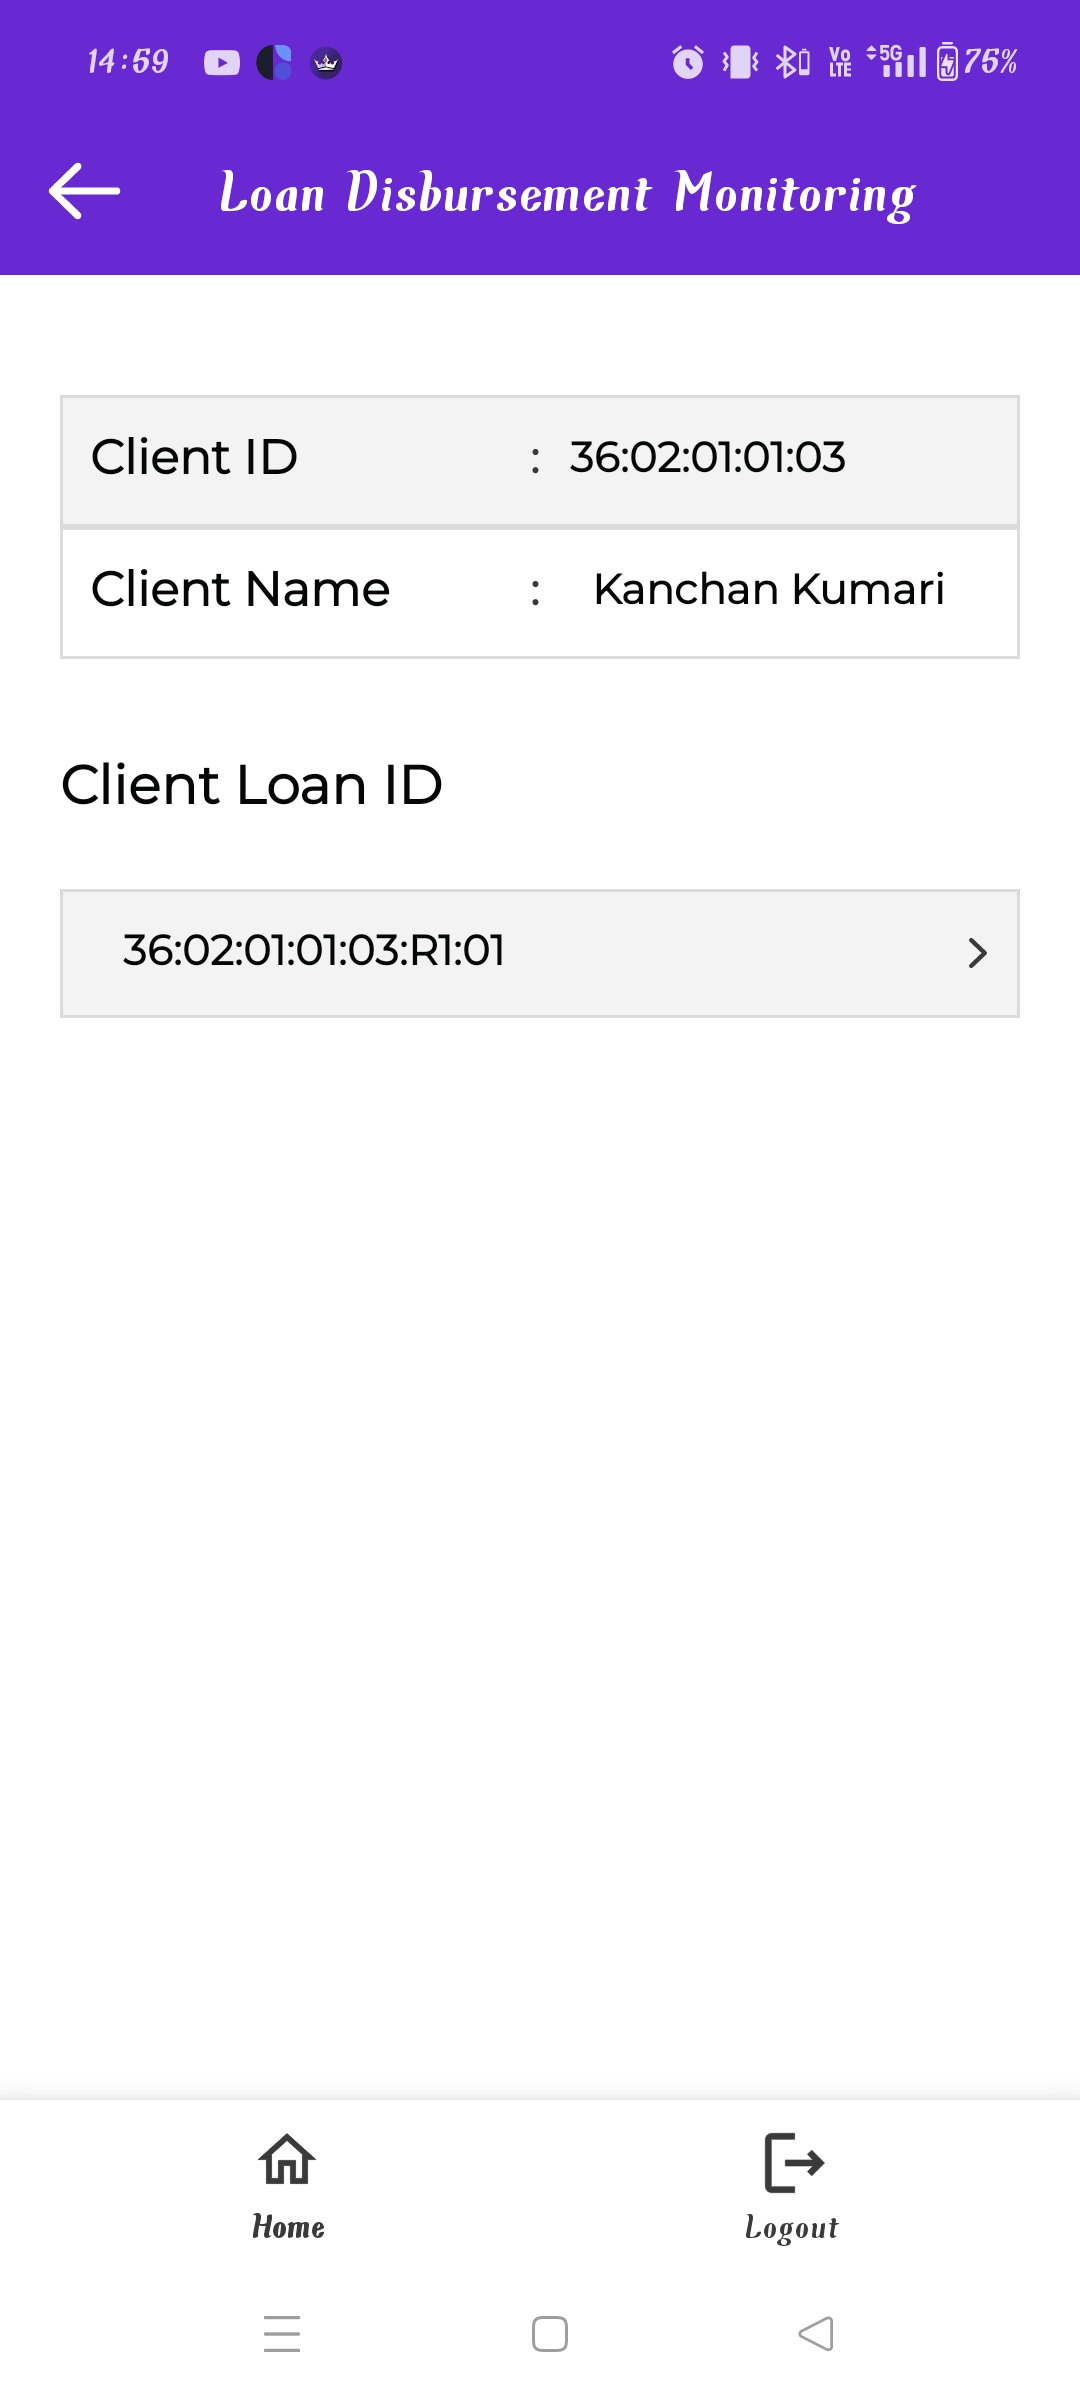 14:59 Vo LTE 5G 75%
Loan Disbursement Monitoring
Client ID : 36:02:01:01:03
Client Name : Kanchan Kumari
Client Loan ID
36:02:01:01:03:R1:01
Home Logout